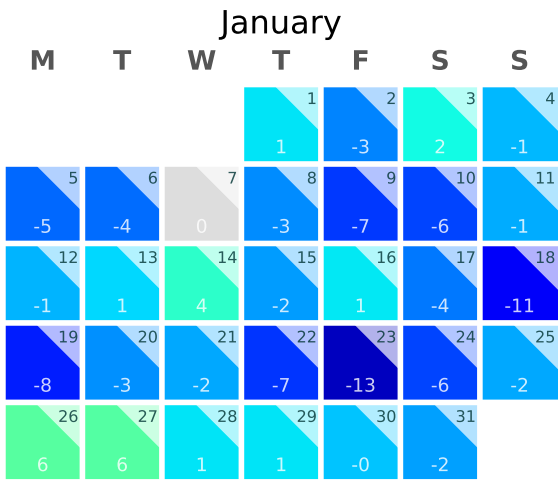 January
M T W T F S S
1 2 3 4
1 -3 2 -1
5 6 7 8 9 10 11
-5 -4 0 -3 -7 -6 -1
12 13 14 15 16 17 18
-1 1 4 -2 1 -4 -11
19 20 21 22 23 24 25
-8 -3 -2 -7 -13 -6 -2
26 27 28 29 30 31
6 6 1 1 -0 -2